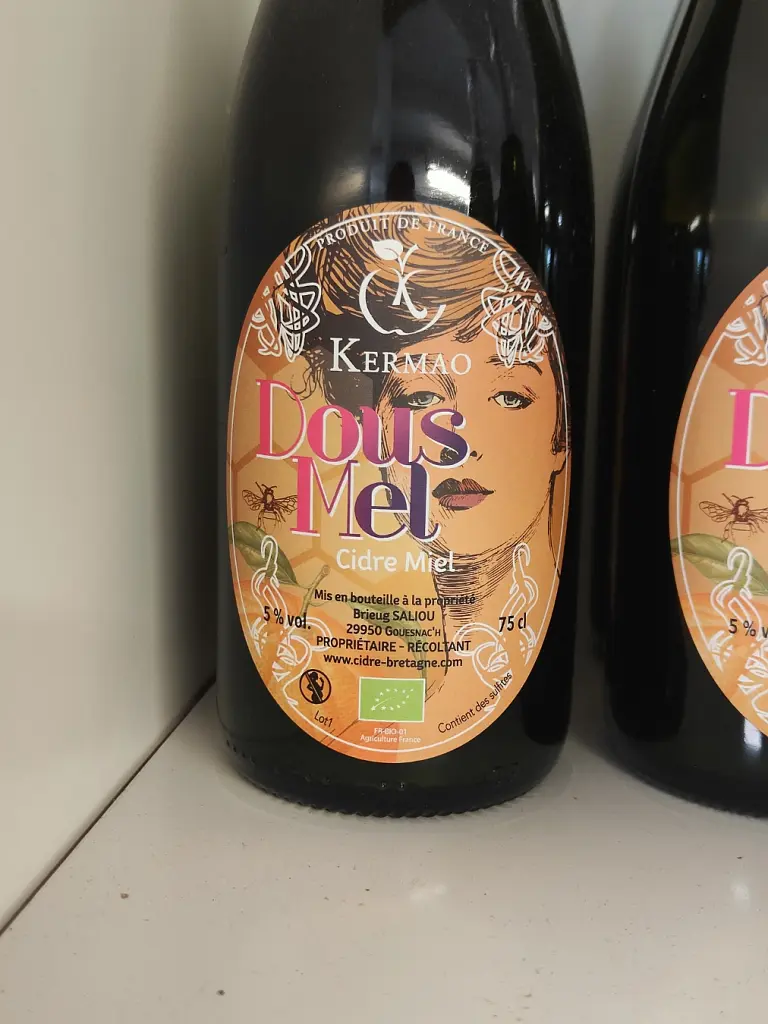 PRODUIT DE FRANCE
K
KERMAO
Dous
Mel
Cidre Miel
Mis en bouteille à la propriété
Brieug SALIOU
29950 GOUESNAC'H
PROPRIÉTAIRE - RÉCOLTANT
www.cidre-bretagne.com
5 % vol.
75 cl
Lot1
FR-BIO-01
Agriculture France
Contient des sulfites
D
5 % v